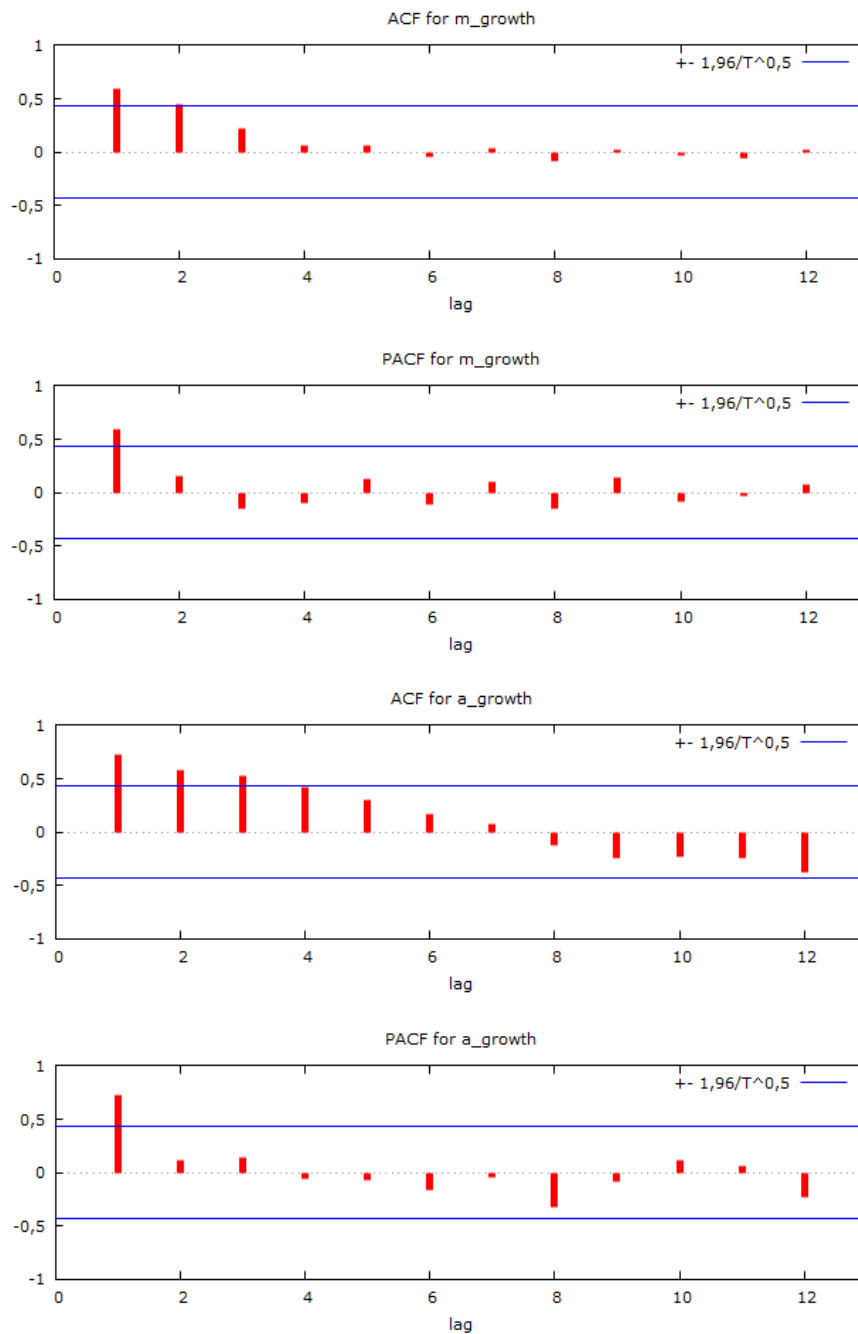 ACF for m_growth
1
+- 1,96/T^0,5
0,5
0
-0,5
-1
0 2 4 6 8 10 12
lag
PACF for m_growth
1
+- 1,96/T^0,5
0,5
0
-0,5
-1
0 2 4 6 8 10 12
lag
ACF for a_growth
1
+- 1,96/T^0,5
0,5
0
-0,5
-1
0 2 4 6 8 10 12
lag
PACF for a_growth
1
+- 1,96/T^0,5
0,5
0
-0,5
-1
0 2 4 6 8 10 12
lag